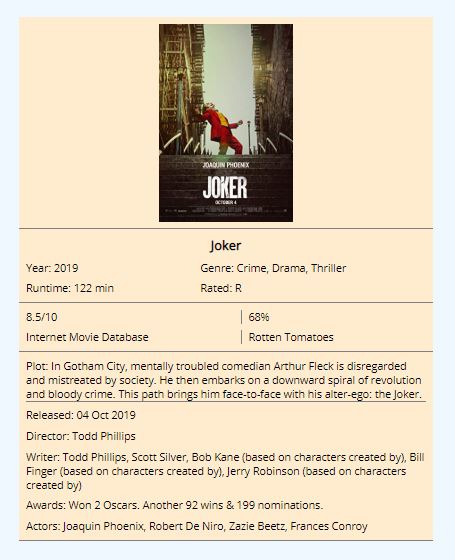 JOAQUIN PHOENIX
JOKER
OCTOBER 4
Joker
Year: 2019
Genre: Crime, Drama, Thriller
Runtime: 122 min
Rated: R
8.5/10
68%
Internet Movie Database
Rotten Tomatoes
Plot: In Gotham City, mentally troubled comedian Arthur Fleck is disregarded
and mistreated by society. He then embarks on a downward spiral of revolution
and bloody crime. This path brings him face-to-face with his alter-ego: the Joker.
Released: 04 Oct 2019
Director: Todd Phillips
Writer: Todd Phillips, Scott Silver, Bob Kane (based on characters created by), Bill
Finger (based on characters created by), Jerry Robinson (based on characters
created by)
Awards: Won 2 Oscars. Another 92 wins & 199 nominations.
Actors: Joaquin Phoenix, Robert De Niro, Zazie Beetz, Frances Conroy